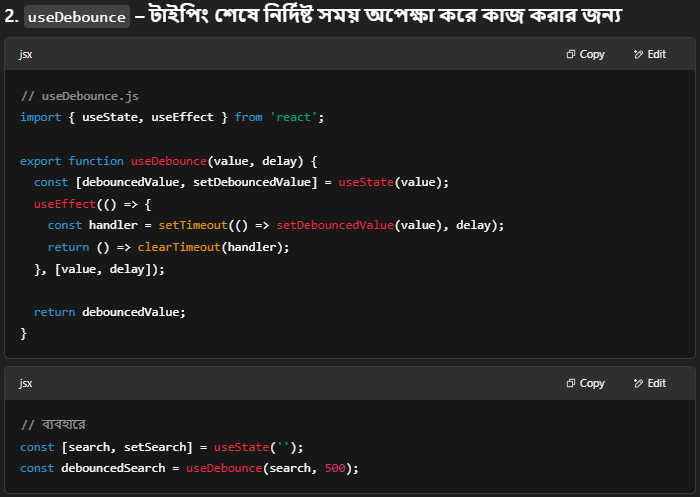 2. useDebounce – টাইপিং শেষে নির্দিষ্ট সময় অপেক্ষা করে কাজ করার জন্য
jsx Copy Edit
// useDebounce.js
import { useState, useEffect } from 'react';
export function useDebounce(value, delay) {
const [debouncedValue, setDebouncedValue] = useState(value);
useEffect(() => {
const handler = setTimeout(() => setDebouncedValue(value), delay);
return () => clearTimeout(handler);
}, [value, delay]);
return debouncedValue;
}
jsx Copy Edit
// ব্যবহারে
const [search, setSearch] = useState('');
const debouncedSearch = useDebounce(search, 500);